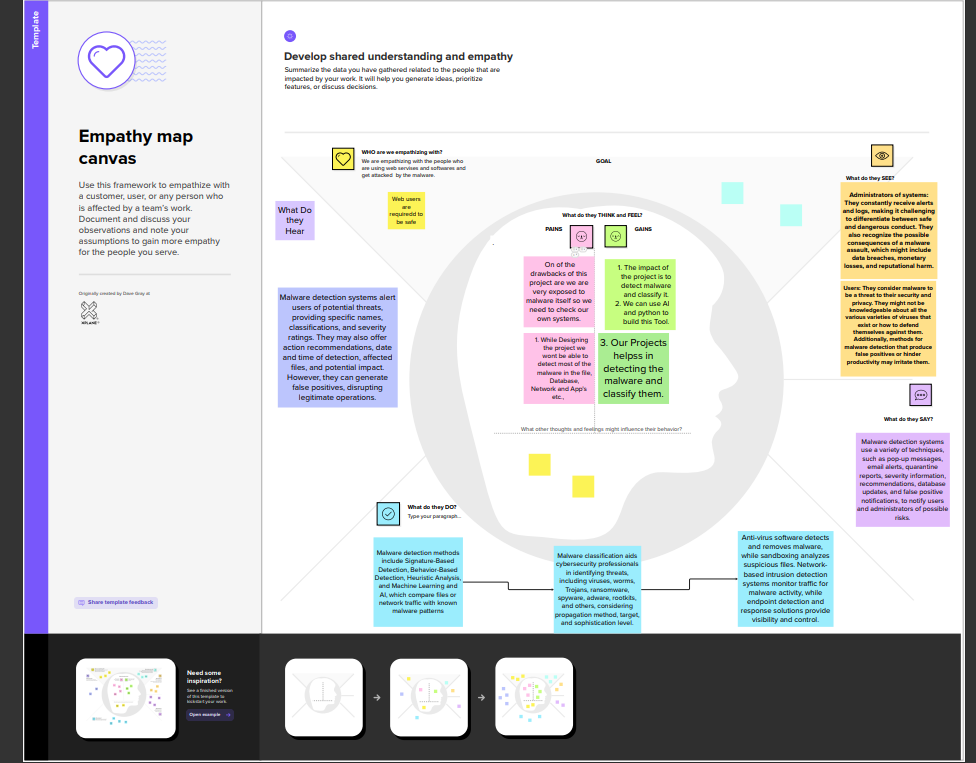 Template
Empathy map
canvas
Use this framework to empathize with
a customer, user, or any person who
is affected by a team's work.
Document and discuss your
observations and note your
assumptions to gain more empathy
for the people you serve.
Originally created by Dave Gray at
XPLANE
Share template feedback
Develop shared understanding and empathy
Summarize the data you have gathered related to the people that are
impacted by your work. It will help you generate ideas, prioritize
features, or discuss decisions.
WHO are we empathizing with?
We are empathizing with the people who
are using web servises and softwares and
get attacked by the malware.
GOAL
What do they SEE?
What Do
they
Hear
Web users
are
requiredd to
be safe
Administrators of systems:
They constantly receive alerts
and logs, making it challenging
to differentiate between safe
and dangerous conduct. They
also recognize the possible
consequences of a malware
assault, which might include
data breaches, monetary
losses, and reputational harm.
Users: They consider malware to
be a threat to their security and
privacy. They might not be
knowledgeable about all the
various varieties of viruses that
exist or how to defend
themselves against them.
Additionally, methods for
malware detection that produce
false positives or hinder
productivity may irritate them.
What do they THINK and FEEL?
PAINS
GAINS
On of the
drawbacks of this
project are we are
very exposed to
malware itself so we
need to check our
own systems.
1. The impact of
the project is to
detect malware
and classify it.
2. We can use AI
and python to
build this Tool.
Malware detection systems alert
users of potential threats,
providing specific names,
classifications, and severity
ratings. They may also offer
action recommendations, date
and time of detection, affected
files, and potential impact.
However, they can generate
false positives, disrupting
legitimate operations.
1. While Designing
the project we
wont be able to
detect most of the
malware in the file,
Database,
Network and App's
etc.,
3. Our Projects
helpss in
detecting the
malware and
classify them.
What other thoughts and feelings might influence their behavior?
What do they SAY?
Malware detection systems
use a variety of techniques,
such as pop-up messages,
email alerts, quarantine
reports, severity information,
recommendations, database
updates, and false positive
notifications, to notify users
and administrators of possible
risks.
What do they DO?
Type your paragraph...
Malware detection methods
include Signature-Based
Detection, Behavior-Based
Detection, Heuristic Analysis,
and Machine Learning and
AI, which compare files or
network traffic with known
malware patterns
Malware classification aids
cybersecurity professionals
in identifying threats,
including viruses, worms,
Trojans, ransomware,
spyware, adware, rootkits,
and others, considering
propagation method, target,
and sophistication level.
Anti-virus software detects
and removes malware,
while sandboxing analyzes
suspicious files. Network-
based intrusion detection
systems monitor traffic for
malware activity, while
endpoint detection and
response solutions provide
visibility and control.
Need some
inspiration?
See a finished version
of this template to
kickstart your work.
Open example